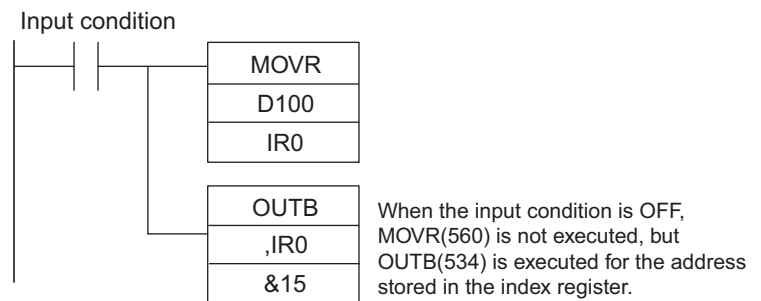 Input condition
MOVR
D100
IR0
OUTB
,IR0
&15
When the input condition is OFF,
MOVR(560) is not executed, but
OUTB(534) is executed for the address
stored in the index register.